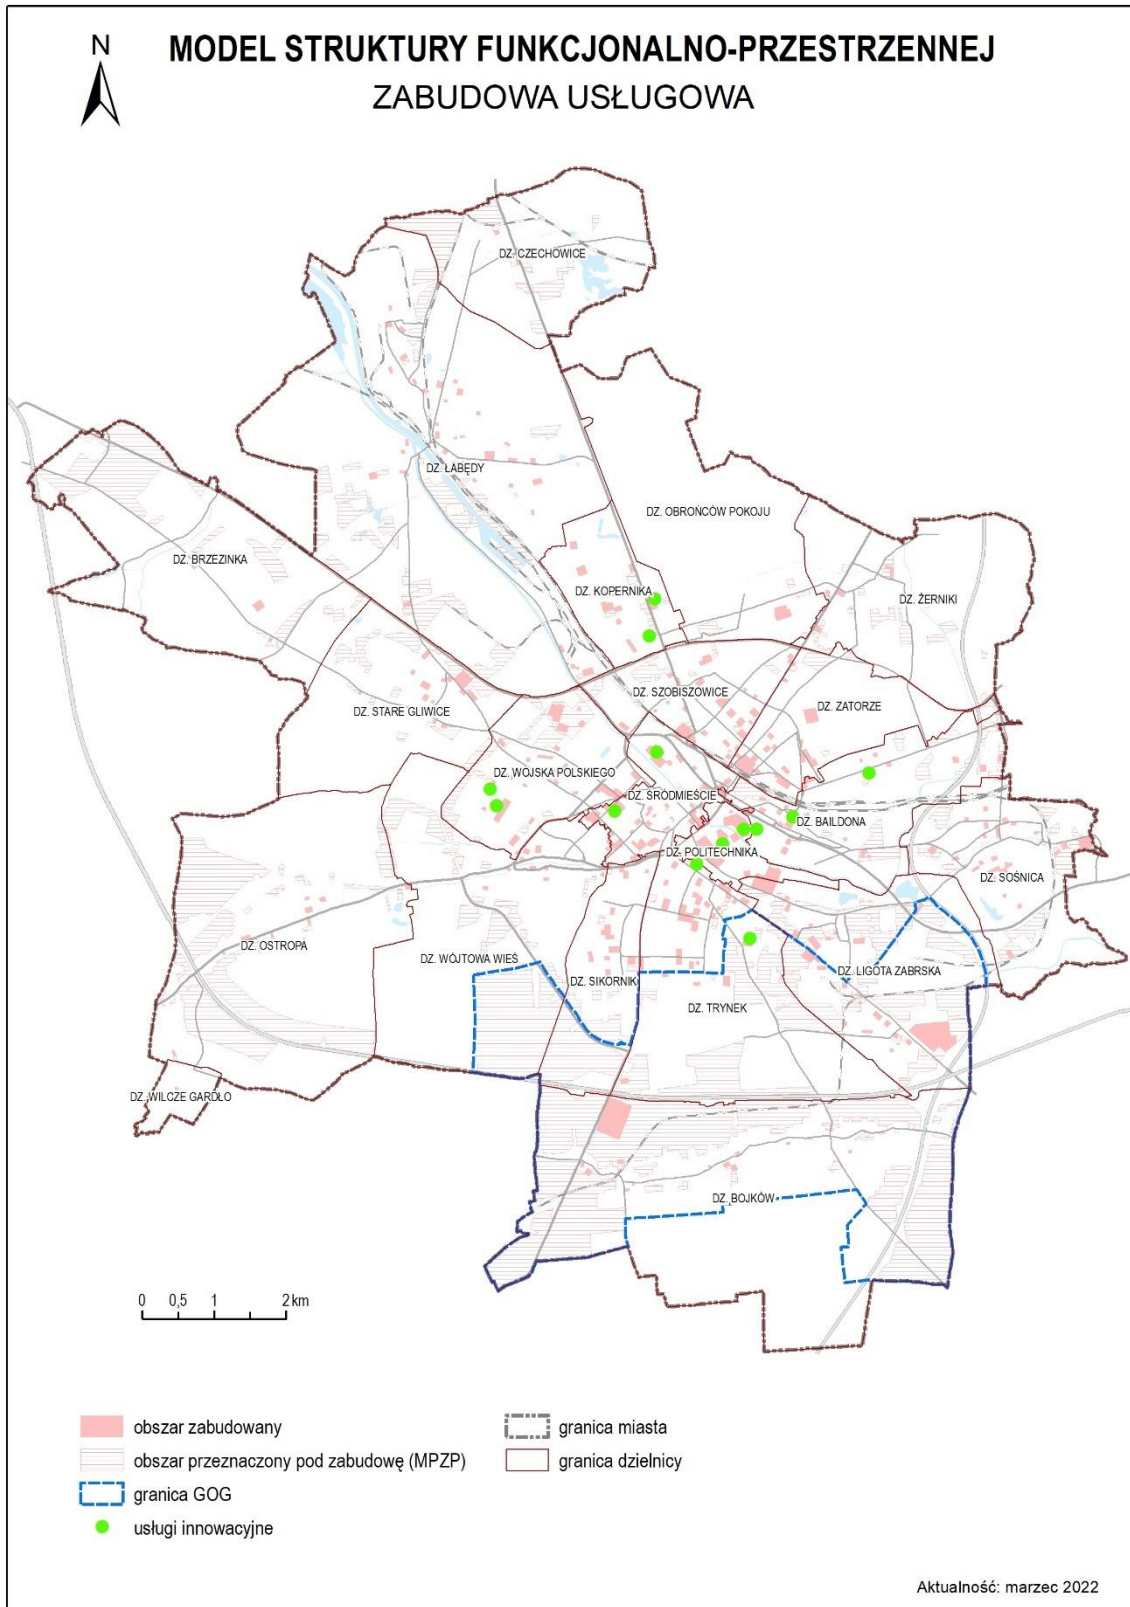 N
MODEL STRUKTURY FUNKCJONALNO-PRZESTRZENNEJ
ZABUDOWA USŁUGOWA
DZ. CZECHOWICE
DZ. ŁABĘDY
DZ. OBROŃCÓW POKOJU
DZ. BRZEZINKA
DZ. KOPERNIKA
DZ. ŻERNIKI
DZ. SZOBISZOWICE
DZ. STARE GLIWICE
DZ. ZATORZE
DZ. WOJSKA POLSKIEGO
DZ. ŚRÓDMIEŚCIE
DZ. BAILDONA
DZ. POLITECHNIKA
DZ. SOŚNICA
DZ. OSTROPA
DZ. WÓJTOWA WIEŚ
DZ. SIKORNIK
DZ. LIGOTA ZABRSKA
DZ. TRYNEK
DZ. WILCZE GARDŁO
DZ. BOJKÓW
0 0,5 1 2 km
obszar zabudowany
obszar przeznaczony pod zabudowę (MPZP)
granica GOG
usługi innowacyjne
granica miasta
granica dzielnicy
Aktualność: marzec 2022